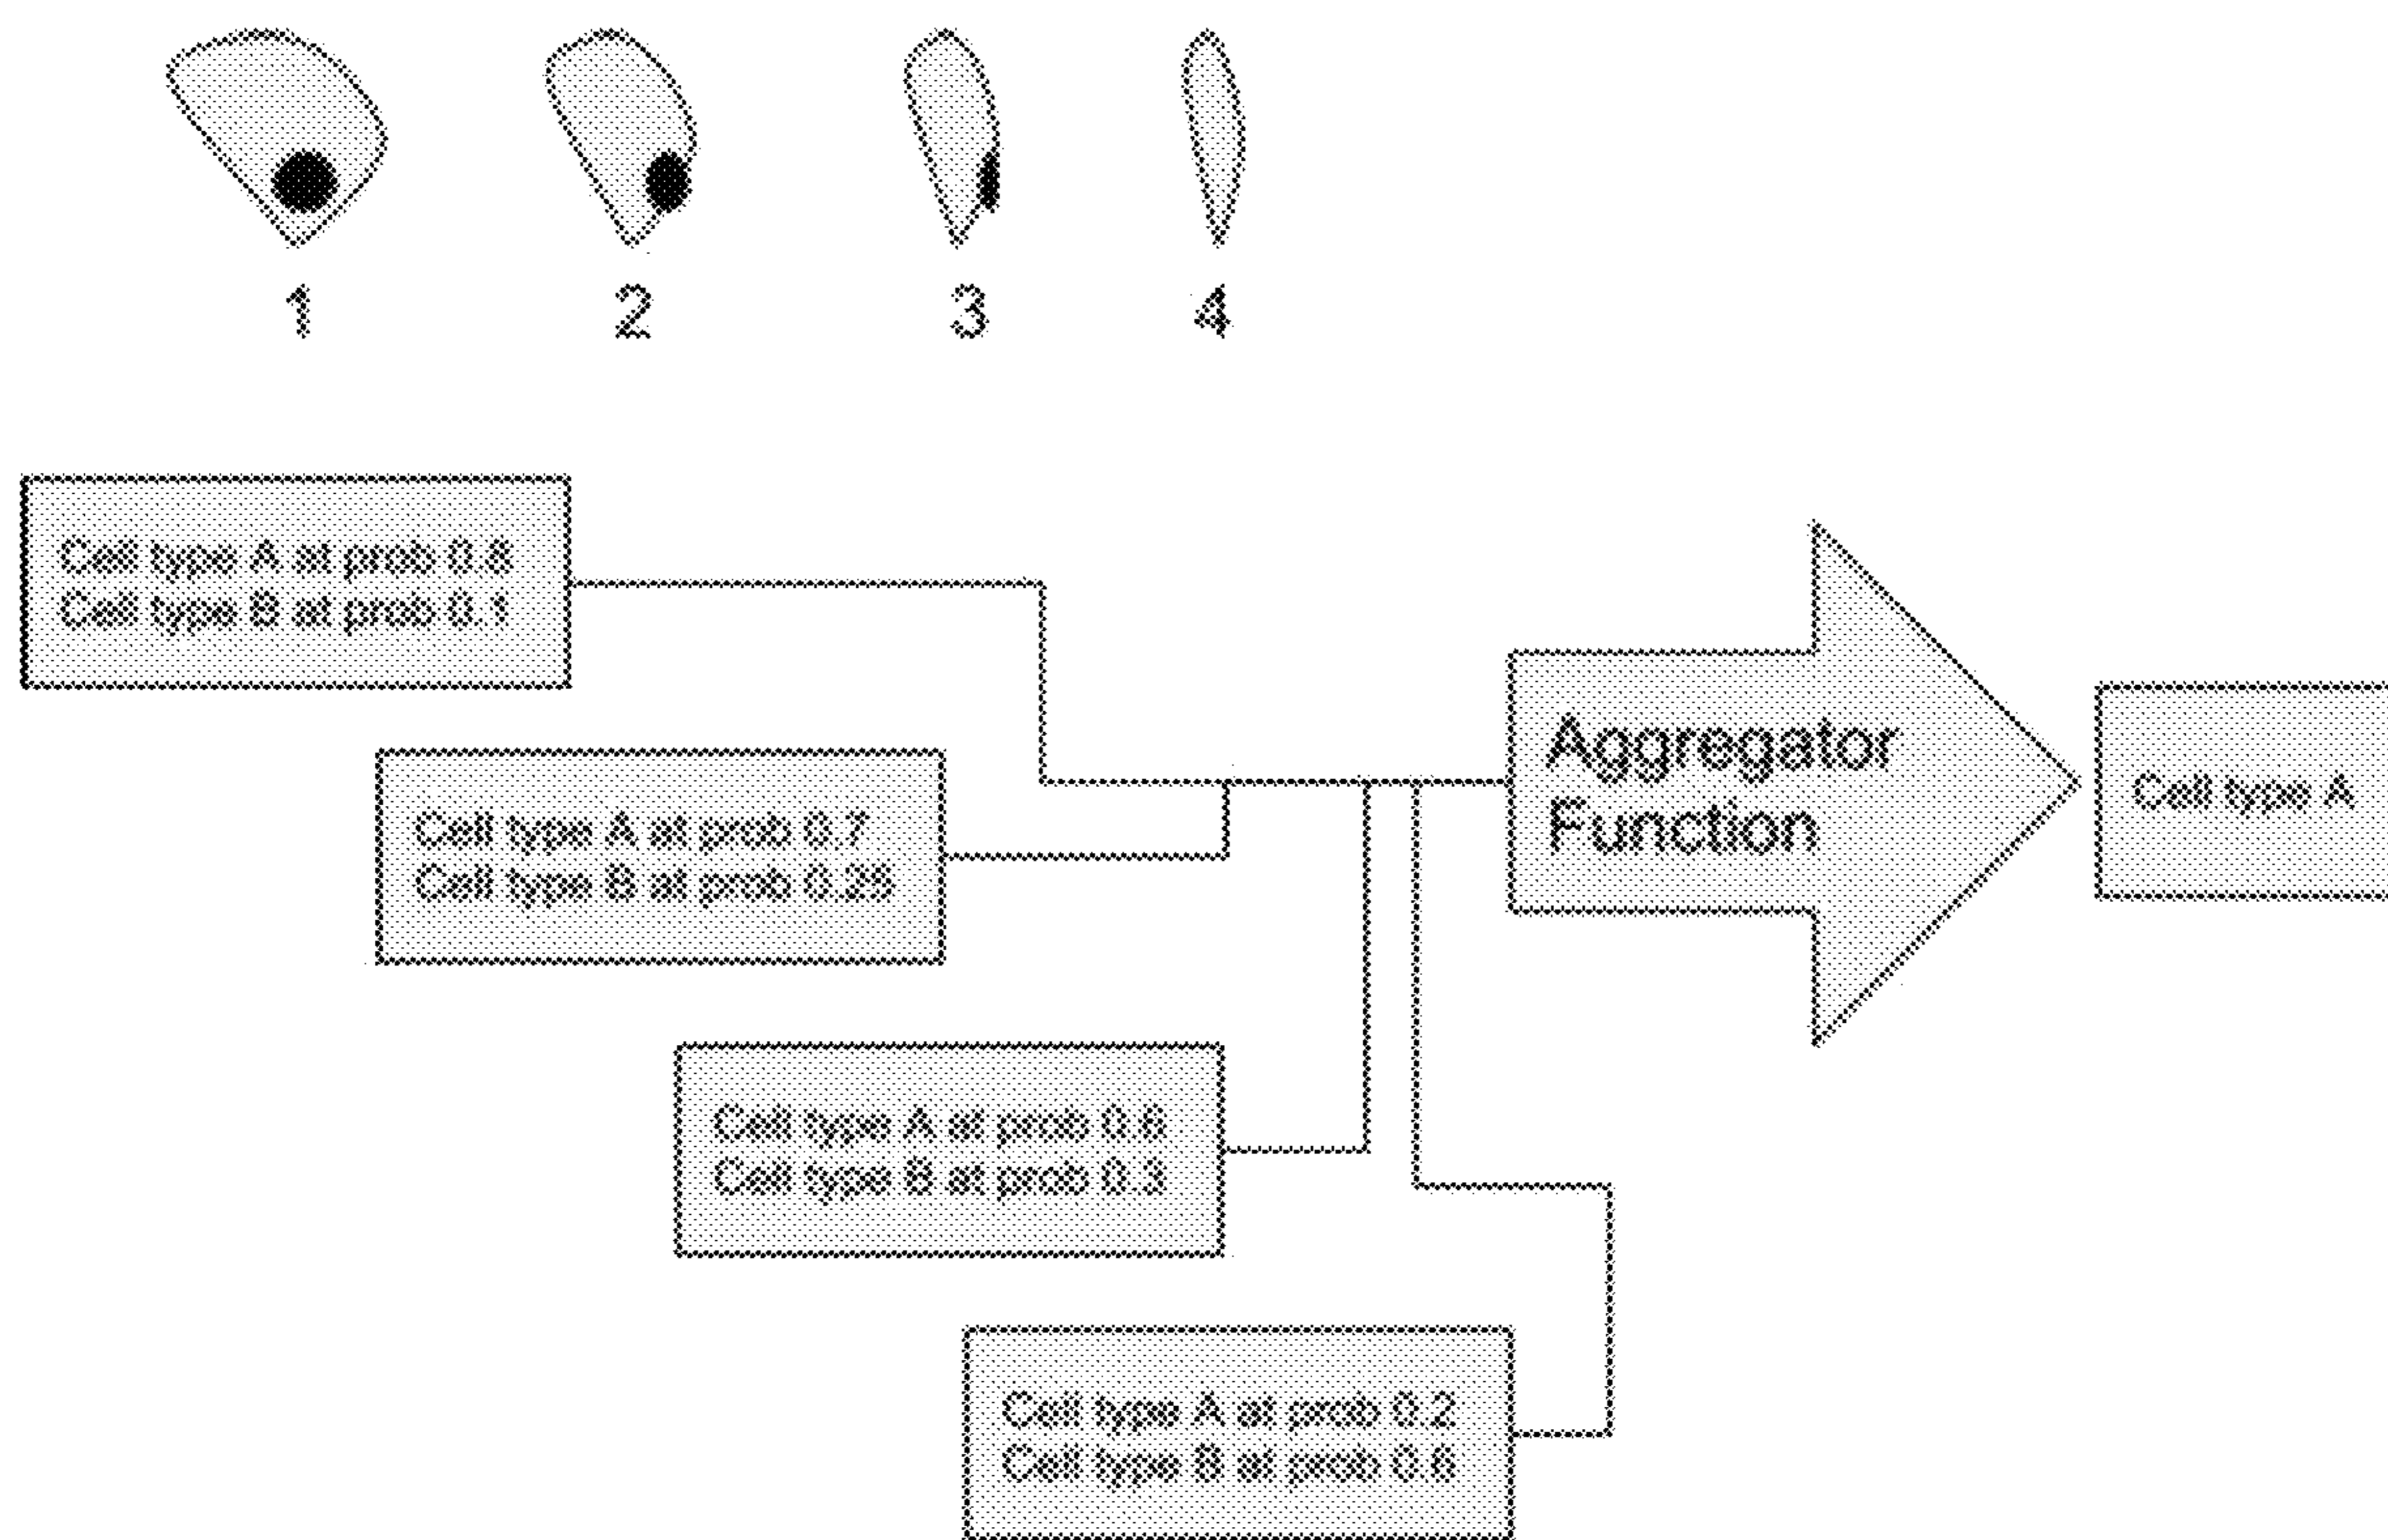 1
2
3
4
Cell type A at prob 0.8
Cell type B at prob 0.1
Cell type A at prob 0.7
Cell type B at prob 0.25
Cell type A at prob 0.6
Cell type B at prob 0.3
Cell type A at prob 0.2
Cell type B at prob 0.6
Aggregator
Function
Cell type A